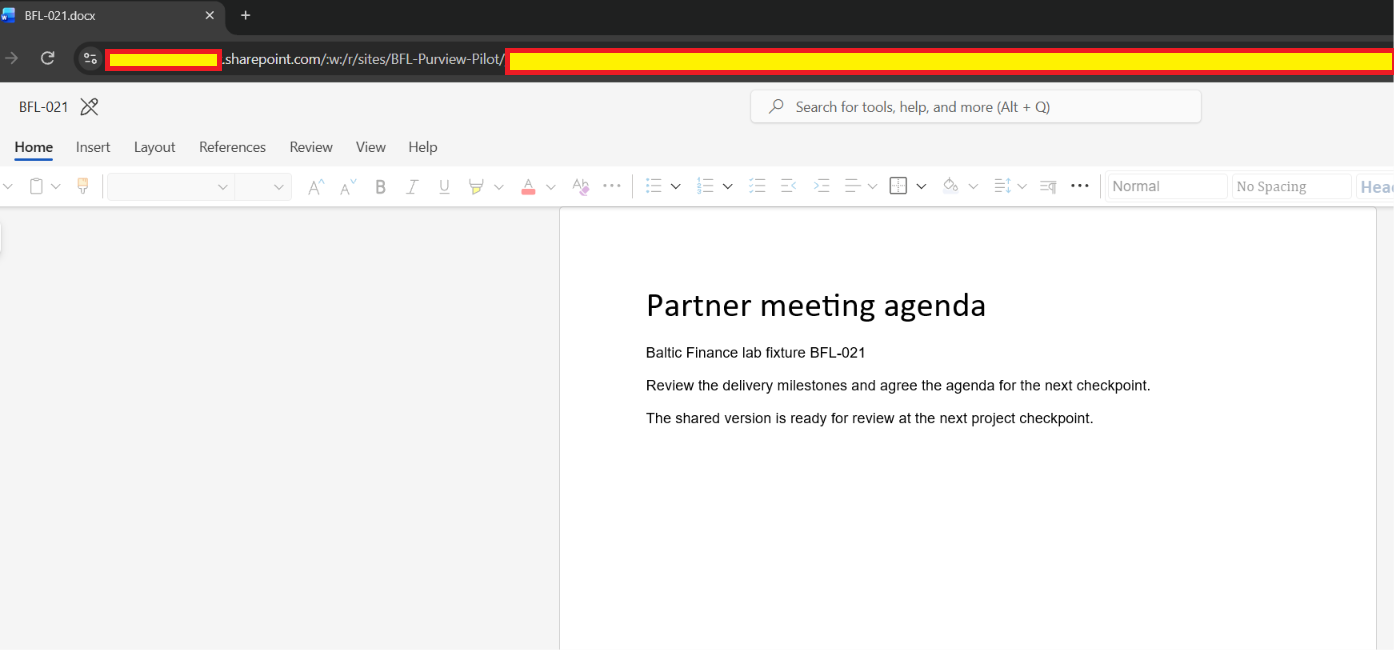 BFL-021.docx
.sharepoint.com/:w:/r/sites/BFL-Purview-Pilot/
BFL-021
Search for tools, help, and more (Alt + Q)
Home Insert Layout References Review View Help
Normal No Spacing Head
Partner meeting agenda
Baltic Finance lab fixture BFL-021
Review the delivery milestones and agree the agenda for the next checkpoint.
The shared version is ready for review at the next project checkpoint.